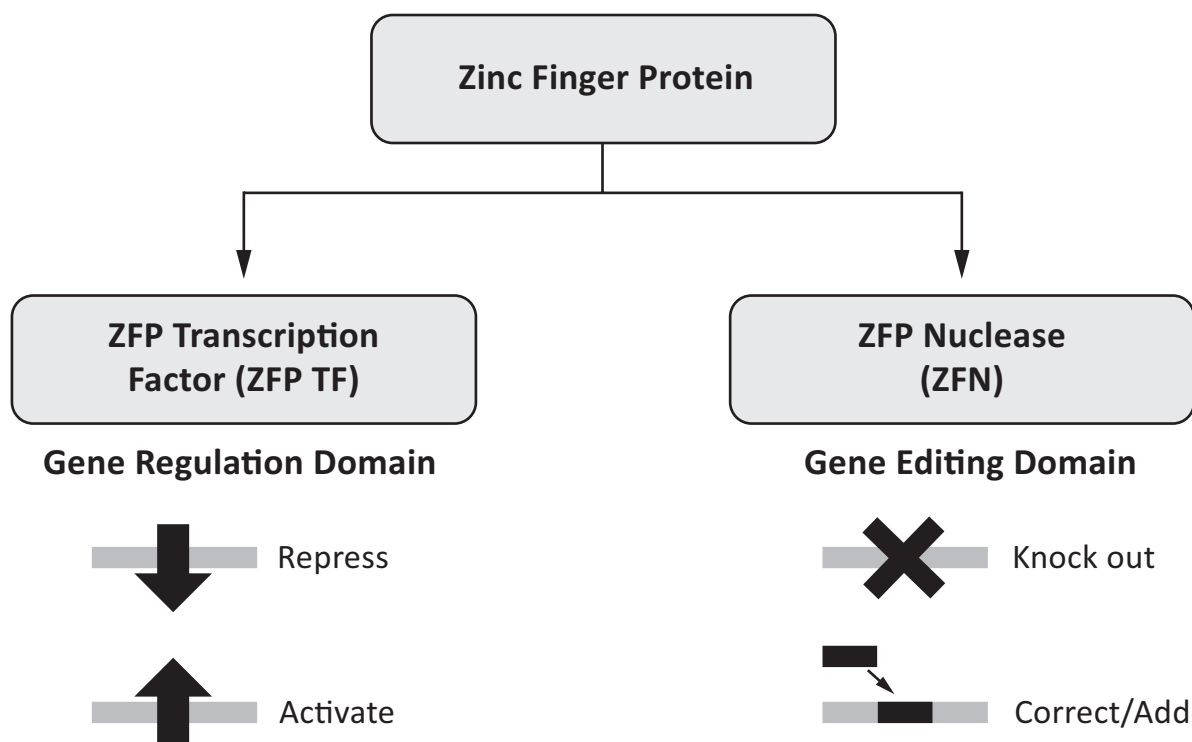 Zinc Finger Protein
ZFP Transcription
Factor (ZFP TF)
Gene Regulation Domain
Repress
Activate
ZFP Nuclease
(ZFN)
Gene Editing Domain
Knock out
Correct/Add